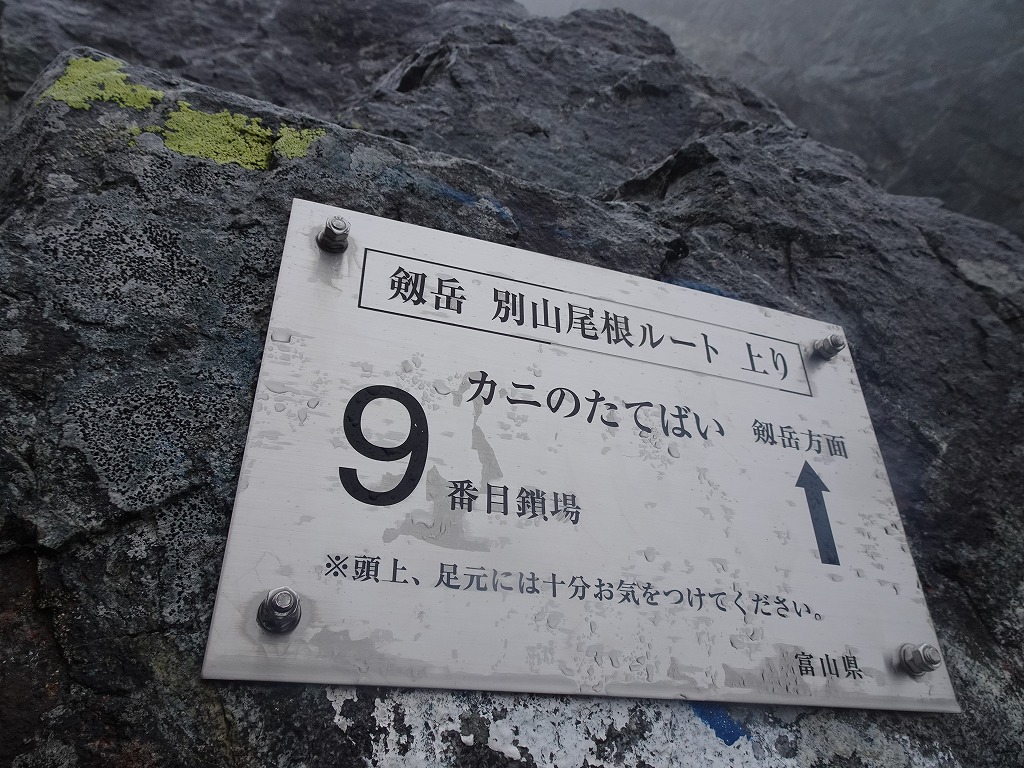 剱岳 別山尾根ルート 上り
カニのたてばい
剱岳方面
9番目鎖場
※頭上、足元には十分お気をつけてください。
富山県